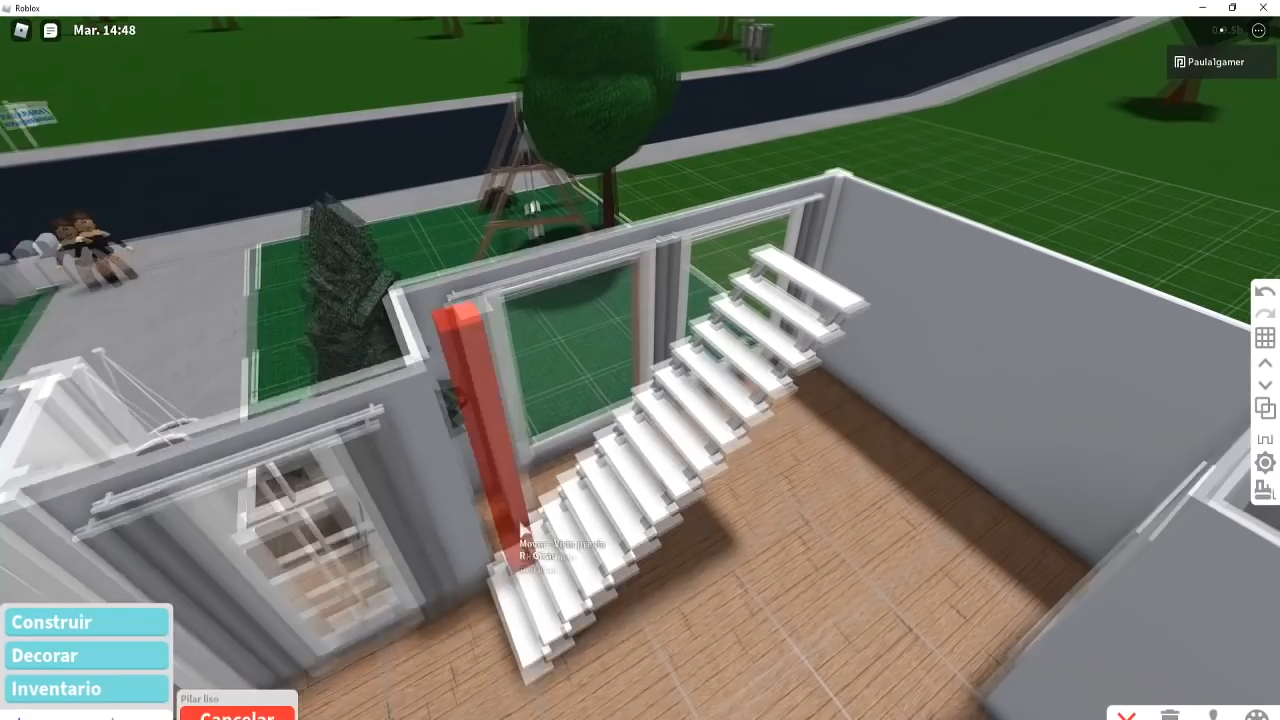 Roblox
Mar. 14:48
Paula1gamer
Construir
Decorar
Inventario
Pilar liso
Cancelar